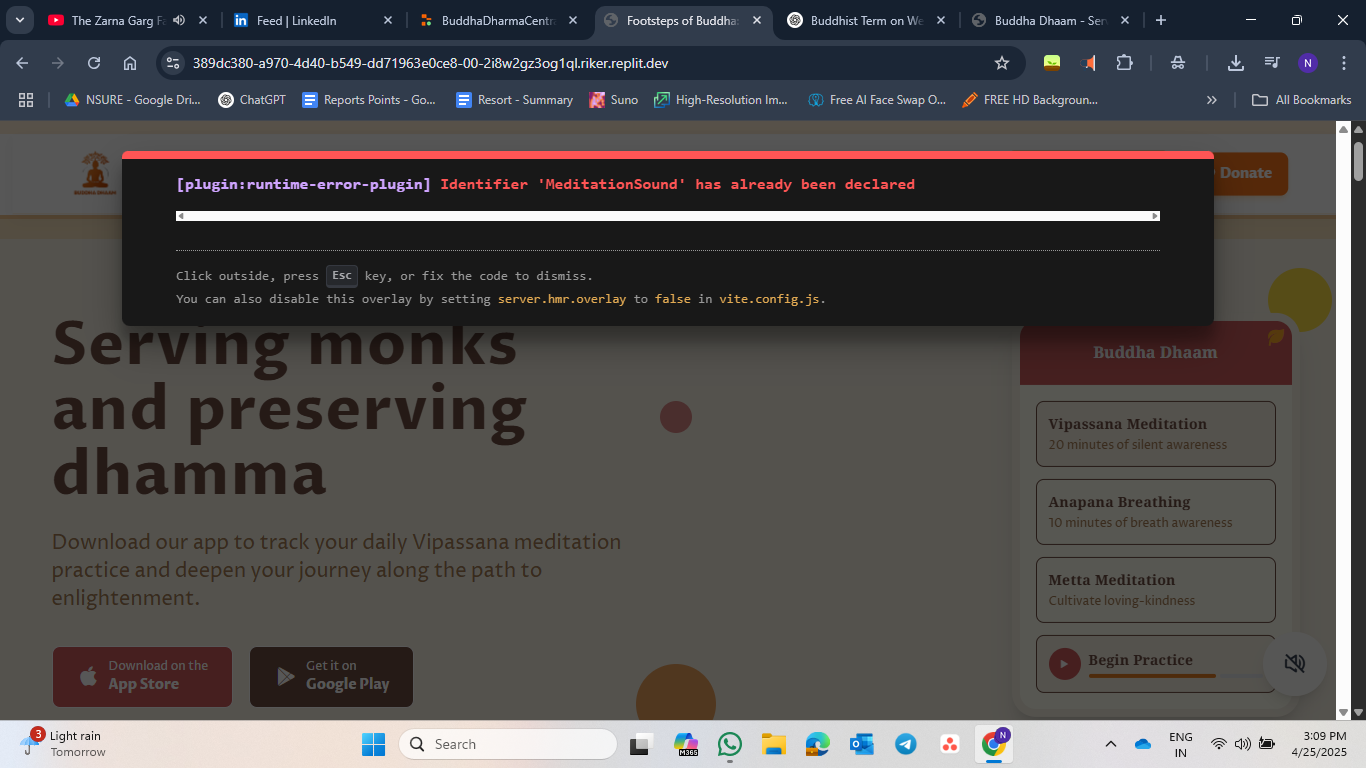 The Zarna Garg Fa
Feed | LinkedIn
BuddhaDharmaCentr
Footsteps of Buddha:
Buddhist Term on We
Buddha Dhaam - Ser
389dc380-a970-4d40-b549-dd71963e0ce8-00-2i8w2gz3og1ql.riker.replit.dev
N
NSURE - Google Dri...
ChatGPT
Reports Points - Go...
Resort - Summary
Suno
High-Resolution Im...
Free AI Face Swap O...
FREE HD Backgroun...
All Bookmarks
BUDDHA DHAAM
Donate
[plugin:runtime-error-plugin] Identifier 'MeditationSound' has already been declared
Click outside, press Esc key, or fix the code to dismiss.
You can also disable this overlay by setting server.hmr.overlay to false in vite.config.js.
Serving monks
and preserving
dhamma
Download our app to track your daily Vipassana meditation
practice and deepen your journey along the path to
enlightenment.
Download on the
App Store
Get it on
Google Play
Buddha Dhaam
Vipassana Meditation
20 minutes of silent awareness
Anapana Breathing
10 minutes of breath awareness
Metta Meditation
Cultivate loving-kindness
Begin Practice
3
Light rain
Tomorrow
Search
M365
N
ENG
IN
3:09 PM
4/25/2025